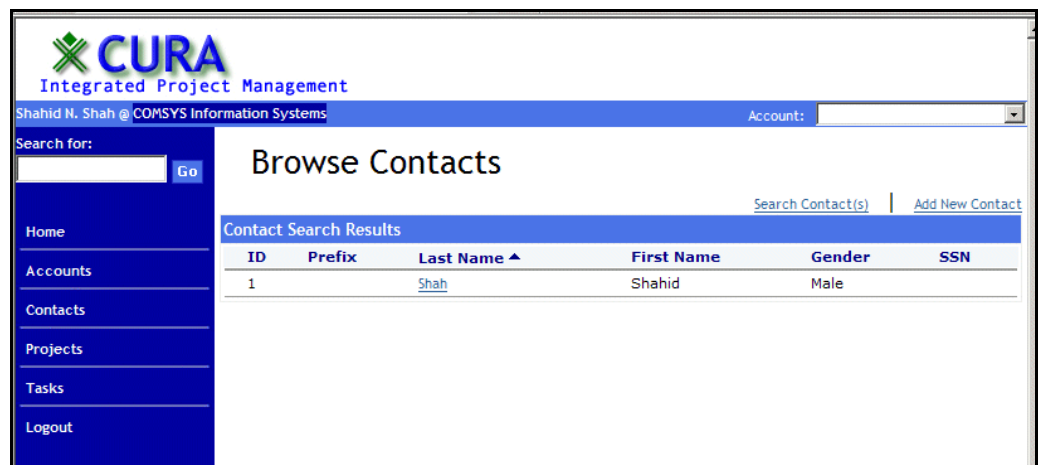 CURA
Integrated Project Management
Shahid N. Shah @ COMSYS Information Systems Account:
Search for:
Go
Browse Contacts
Search Contact(s) | Add New Contact
Home
Accounts
Contacts
Projects
Tasks
Logout
Contact Search Results
ID Prefix Last Name ▲ First Name Gender SSN
1 Shah Shahid Male